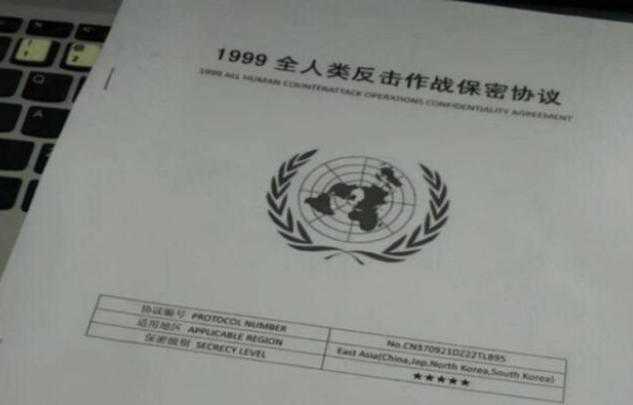 1999 全人类反击作战保密协议
1999 ALL HUMAN COUNTERATTACK OPERATIONS CONFIDENTIALITY AGREEMENT
协议编号 PROTOCOL NUMBER No.CN370921DZ22TL895
适用地区 APPLICABLE REGION East Asia(China,Jap,North Korea,South Korea)
保密级别 SECRECY LEVEL ★★★★★
Q
A